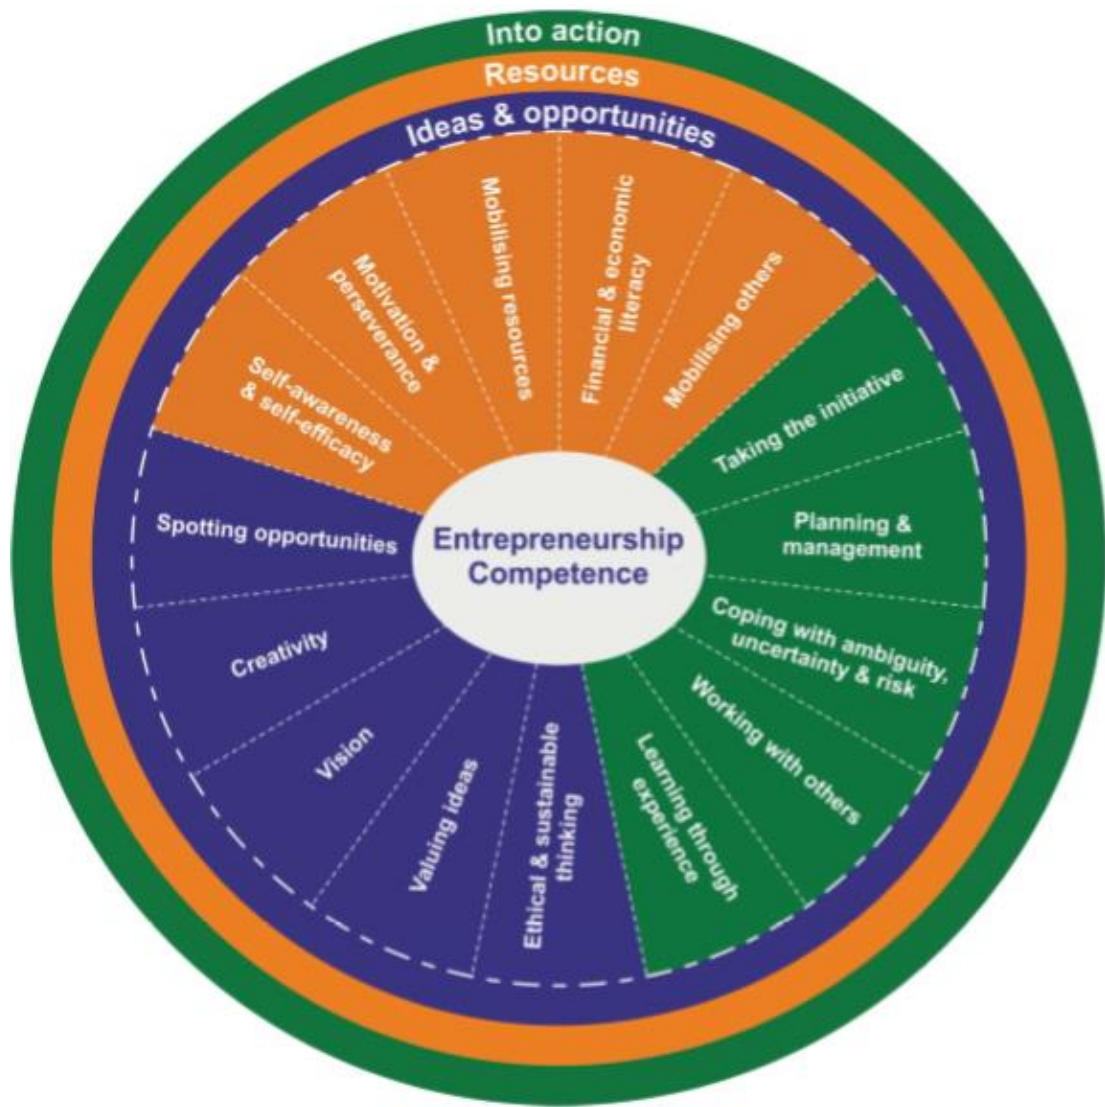 Into action
Resources
Ideas & opportunities
Mobilising resources
Financial & economic
literacy
Mobilising others
Motivation &
perseverance
Self-awareness
& self-efficacy
Taking the initiative
Planning &
management
Spotting opportunities
Entrepreneurship
Competence
Coping with ambiguity,
uncertainty & risk
Creativity
Working with others
Vision
Valuing ideas
Ethical & sustainable
thinking
Learning through
experience